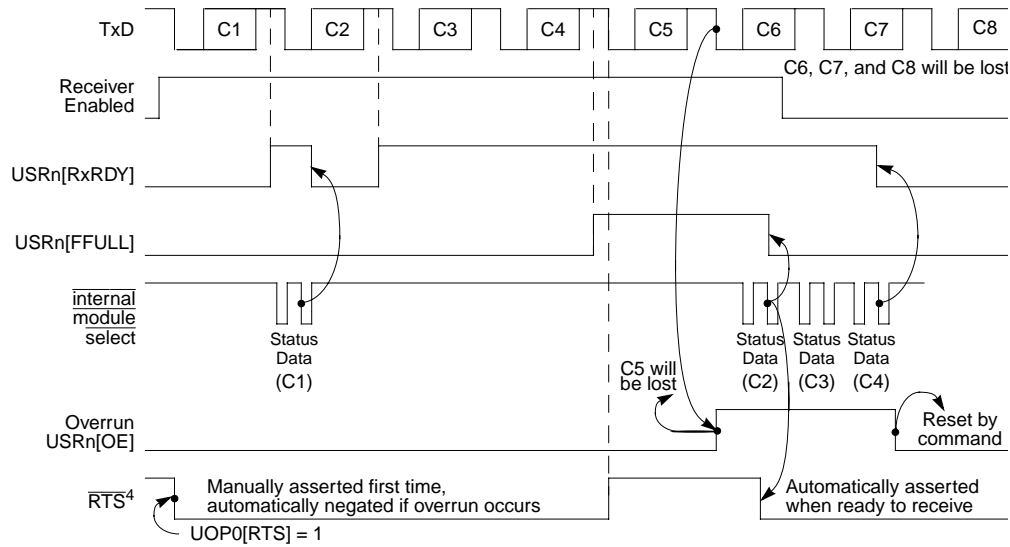 TxD
C1
C2
C3
C4
C5
C6
C7
C8
C6, C7, and C8 will be lost
Receiver
Enabled
USRn[RxRDY]
USRn[FFULL]
internal
module
select
Status
Data
(C1)
Status
Data
(C2)
Status
Data
(C3)
Status
Data
(C4)
C5 will
be lost
Overrun
USRn[OE]
Reset by
command
RTS4
Manually asserted first time,
automatically negated if overrun occurs
Automatically asserted
when ready to receive
UOP0[RTS] = 1